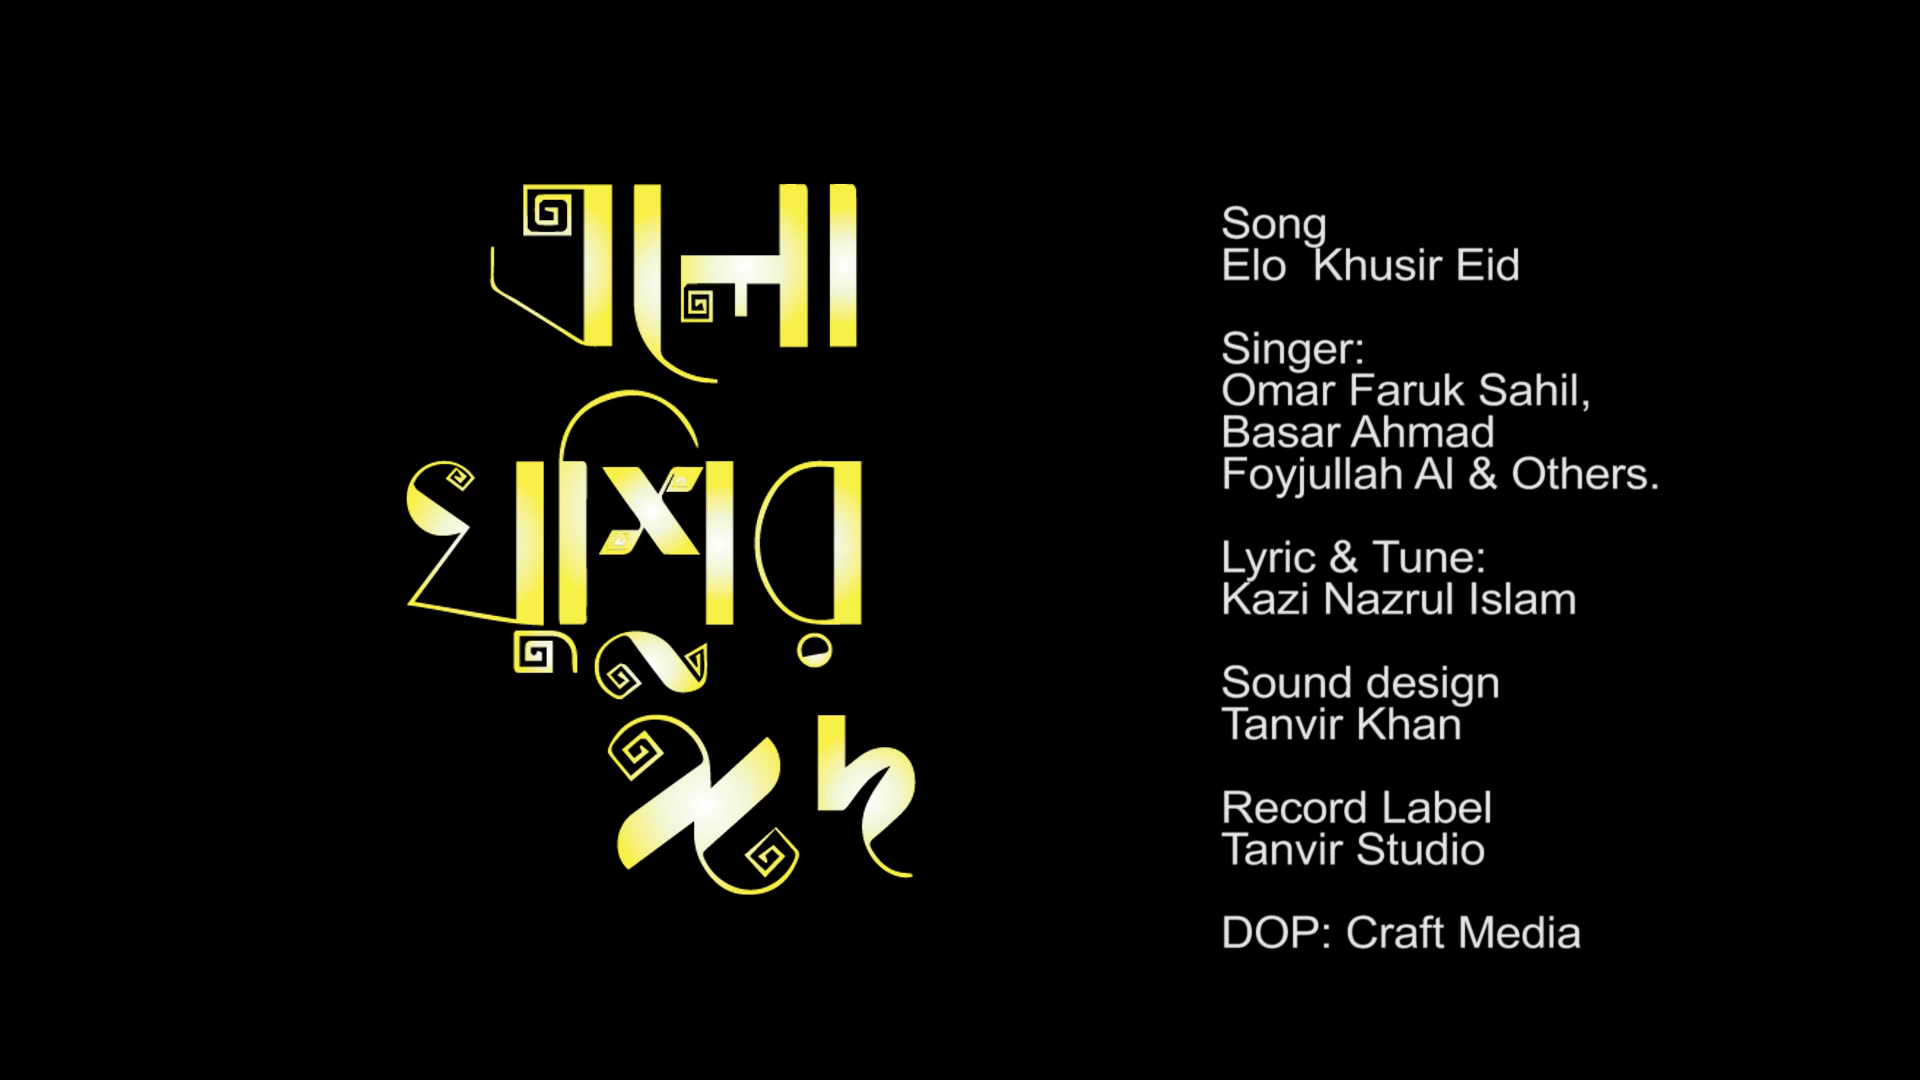 এলো
খুশির
ঈদ
Song
Elo Khusir Eid
Singer:
Omar Faruk Sahil,
Basar Ahmad
Foyjullah Al & Others.
Lyric & Tune:
Kazi Nazrul Islam
Sound design
Tanvir Khan
Record Label
Tanvir Studio
DOP: Craft Media